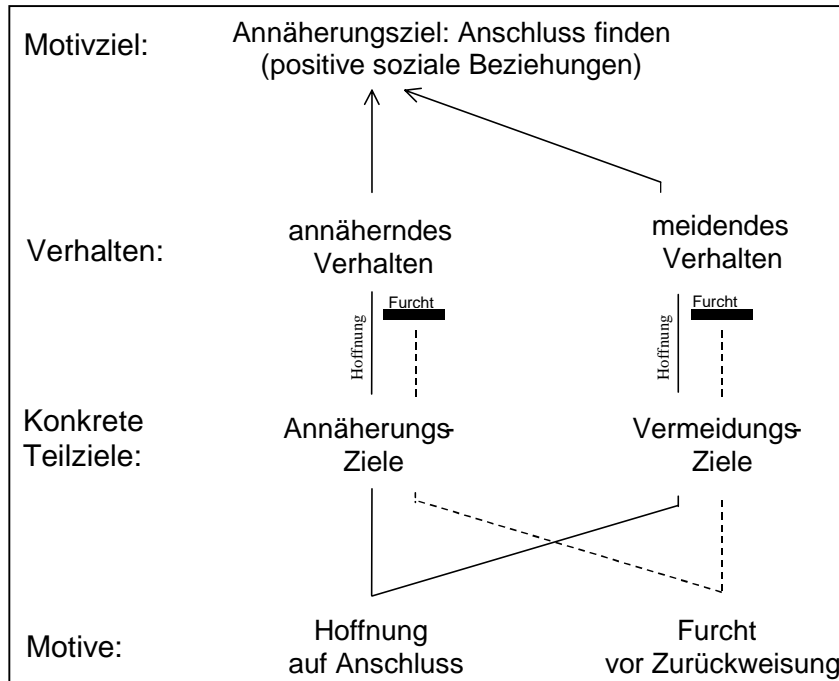 Motivziel:
Annäherungsziel: Anschluss finden
(positive soziale Beziehungen)
Verhalten:
annäherndes
Verhalten
meidendes
Verhalten
Hoffnung
Furcht
Hoffnung
Furcht
Konkrete
Teilziele:
Annäherungs-
Ziele
Vermeidungs-
Ziele
Motive:
Hoffnung
auf Anschluss
Furcht
vor Zurückweisung